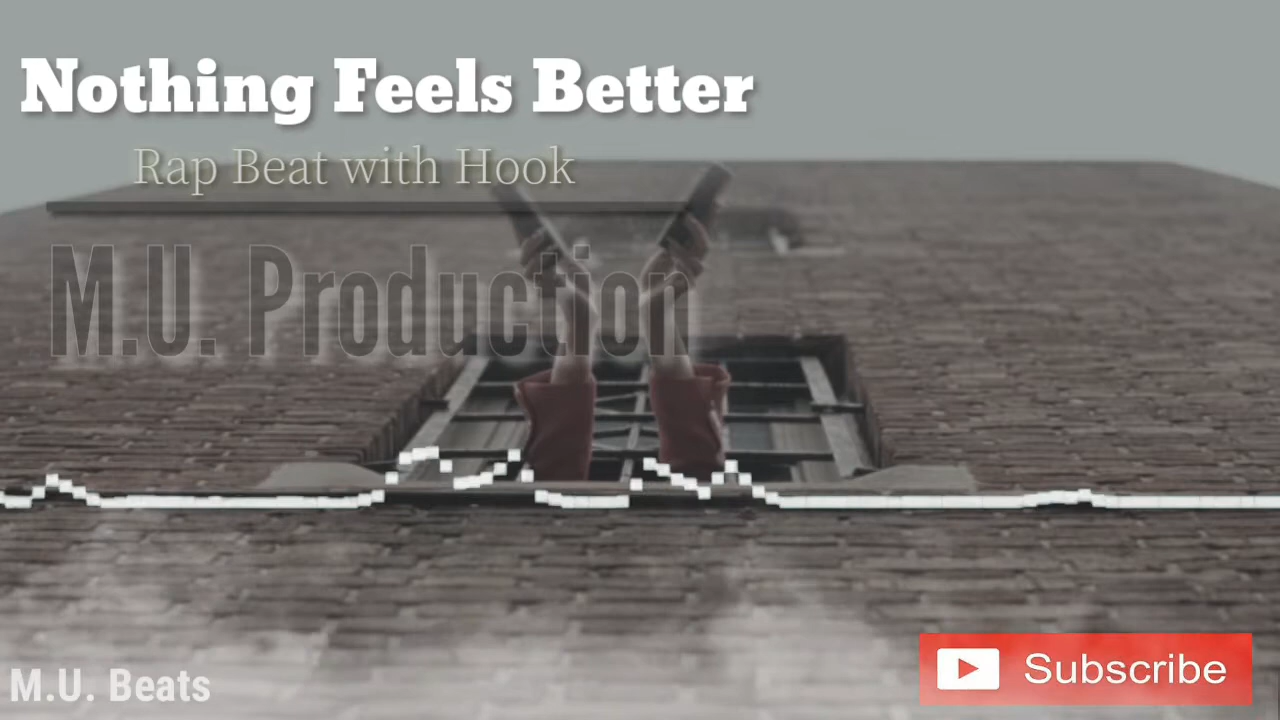 Nothing Feels Better
Rap Beat with Hook
M.U. Production
M.U. Beats
Subscribe